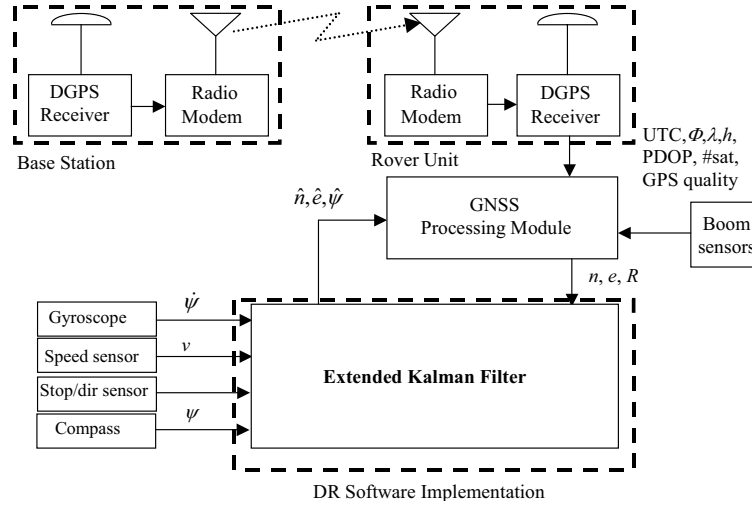 DGPS
Receiver
Radio
Modem
Base Station
Radio
Modem
DGPS
Receiver
Rover Unit
UTC,Φ,λ,h,
PDOP, #sat,
GPS quality
n̂,ê,ψ̂
GNSS
Processing Module
Boom
sensors
n, e, R
Gyroscope
ψ̇
Speed sensor
v
Stop/dir sensor
Compass
ψ
Extended Kalman Filter
DR Software Implementation